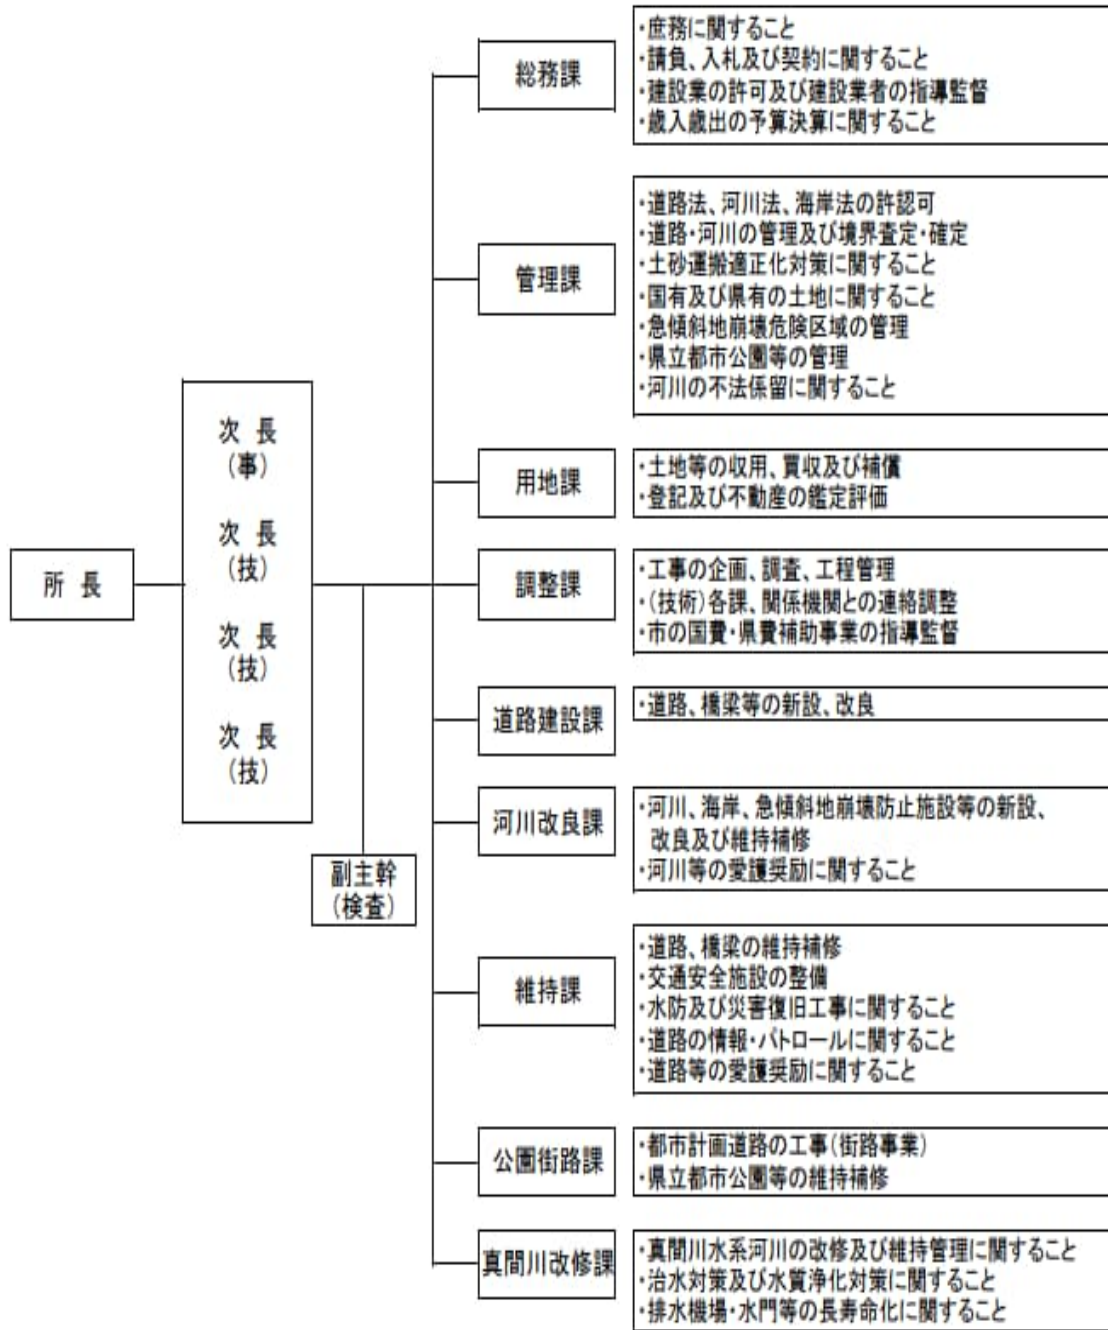 総務課
・庶務に関すること
・請負、入札及び契約に関すること
・建設業の許可及び建設業者の指導監督
・歳入歳出の予算決算に関すること
管理課
・道路法、河川法、海岸法の許認可
・道路・河川の管理及び境界査定・確定
・土砂運搬適正化対策に関すること
・国有及び県有の土地に関すること
・急傾斜地崩壊危険区域の管理
・県立都市公園等の管理
・河川の不法係留に関すること
所 長
次 長
(事)
次 長
(技)
次 長
(技)
次 長
(技)
副主幹
(検査)
用地課
・土地等の収用、買収及び補償
・登記及び不動産の鑑定評価
調整課
・工事の企画、調査、工程管理
・(技術)各課、関係機関との連絡調整
・市の国費・県費補助事業の指導監督
道路建設課
・道路、橋梁等の新設、改良
河川改良課
・河川、海岸、急傾斜地崩壊防止施設等の新設、
改良及び維持補修
・河川等の愛護奨励に関すること
維持課
・道路、橋梁の維持補修
・交通安全施設の整備
・水防及び災害復旧工事に関すること
・道路の情報・パトロールに関すること
・道路等の愛護奨励に関すること
公園街路課
・都市計画道路の工事(街路事業)
・県立都市公園等の維持補修
真間川改修課
・真間川水系河川の改修及び維持管理に関すること
・治水対策及び水質浄化対策に関すること
・排水機場・水門等の長寿命化に関すること